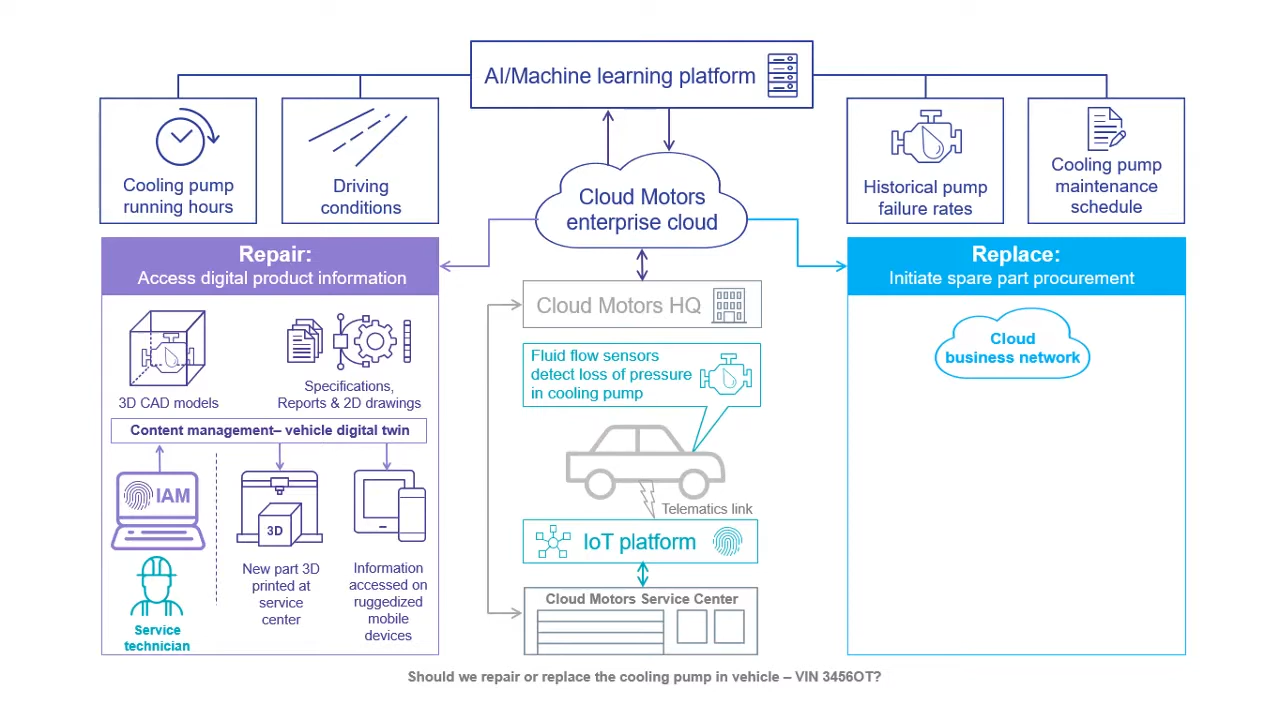 AI/Machine learning platform
Cooling pump
running hours
Driving
conditions
Cloud Motors
enterprise cloud
Historical pump
failure rates
Cooling pump
maintenance
schedule
Repair:
Access digital product information
3D CAD models
Specifications,
Reports & 2D drawings
Content management– vehicle digital twin
IAM
Service
technician
3D
New part 3D
printed at
service
center
Information
accessed on
ruggedized
mobile
devices
Cloud Motors HQ
Fluid flow sensors
detect loss of pressure
in cooling pump
Telematics link
IoT platform
Cloud Motors Service Center
Replace:
Initiate spare part procurement
Cloud
business network
Should we repair or replace the cooling pump in vehicle – VIN 3456OT?